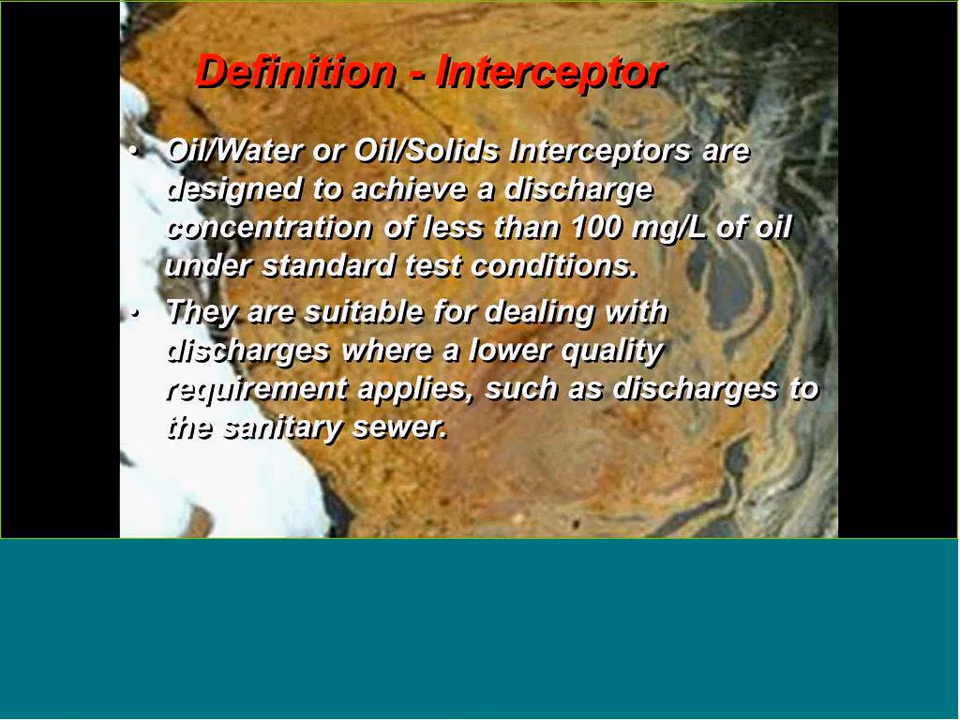 Definition - Interceptor
• Oil/Water or Oil/Solids Interceptors are
designed to achieve a discharge
concentration of less than 100 mg/L of oil
under standard test conditions.
• They are suitable for dealing with
discharges where a lower quality
requirement applies, such as discharges to
the sanitary sewer.